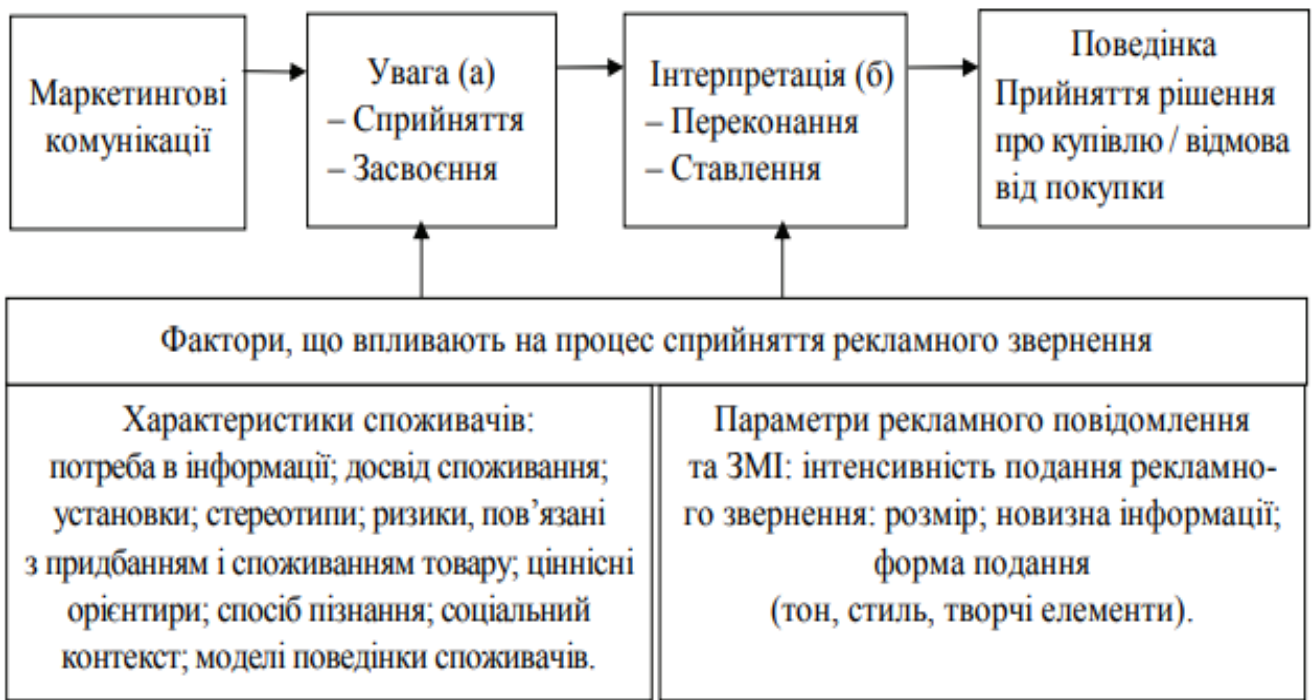 Маркетингові
комунікації
Увага (а)
– Сприйняття
– Засвоєння
Інтерпретація (б)
– Переконання
– Ставлення
Поведінка
Прийняття рішення
про купівлю / відмова
від покупки
Фактори, що впливають на процес сприйняття рекламного звернення
Характеристики споживачів:
потреба в інформації; досвід споживання;
установки; стереотипи; ризики, пов’язані
з придбанням і споживанням товару; ціннісні
орієнтири; спосіб пізнання; соціальний
контекст; моделі поведінки споживачів.
Параметри рекламного повідомлення
та ЗМІ: інтенсивність подання рекламно-
го звернення: розмір; новизна інформації;
форма подання
(тон, стиль, творчі елементи).